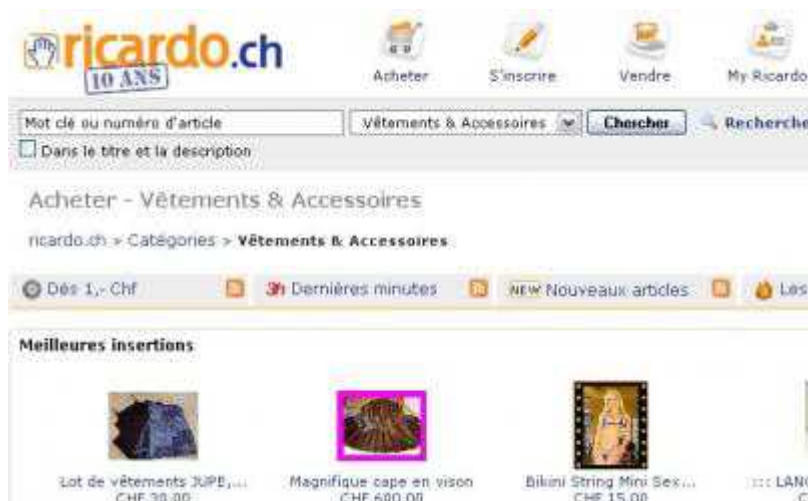 ricardo.ch
10 ANS
Acheter S'inscrire Vendre My Ricardo
Mot clé ou numéro d'article Vêtements & Accessoires Chercher Recherche
Dans le titre et la description
Acheter - Vêtements & Accessoires
ricardo.ch > Catégories > Vêtements & Accessoires
Dès 1,- Chf 3h Dernières minutes NEW Nouveaux articles Les
Meilleures insertions
Lot de vêtements JUPE,... Magnifique cape en vison Bikini String Mini Sex... ::: LAN
CHF 30.00 CHF 600.00 CHF 15.00